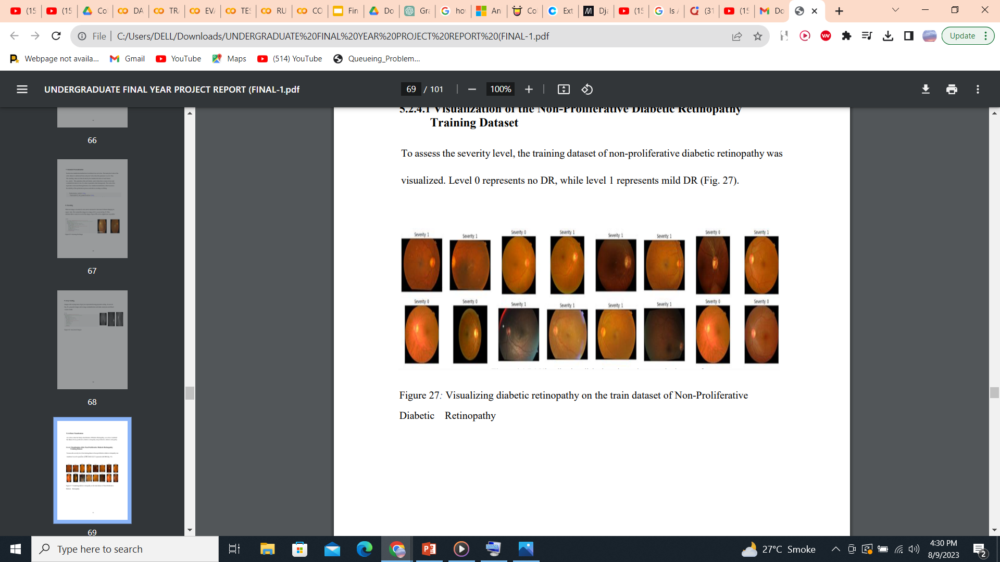 (15
(15
Co
DA
TR
EV
TES
RU
CO
Fin
Do
Gra
ho
An
Co
Ext
Dja
(15
Is
(31
(15
Do
File
C:/Users/DELL/Downloads/UNDERGRADUATE%20FINAL%20YEAR%20PROJECT%20REPORT%20(FINAL-1.pdf
Update
Webpage not availa...
Gmail
YouTube
Maps
(514) YouTube
Queueing_Problem...
UNDERGRADUATE FINAL YEAR PROJECT REPORT (FINAL-1.pdf
69 / 101
100%
66
67
68
69
5.2.4.1 Visualization of the Non-Proliferative Diabetic Retinopathy
Training Dataset
To assess the severity level, the training dataset of non-proliferative diabetic retinopathy was
visualized. Level 0 represents no DR, while level 1 represents mild DR (Fig. 27).
Severity: 1 Severity: 1 Severity: 0 Severity: 1 Severity: 1 Severity: 1 Severity: 0 Severity: 1
Severity: 0 Severity: 0 Severity: 1 Severity: 1 Severity: 1 Severity: 1 Severity: 0 Severity: 0
Figure 27: Visualizing diabetic retinopathy on the train dataset of Non-Proliferative
Diabetic Retinopathy
Type here to search
27°C Smoke
4:30 PM
8/9/2023
2